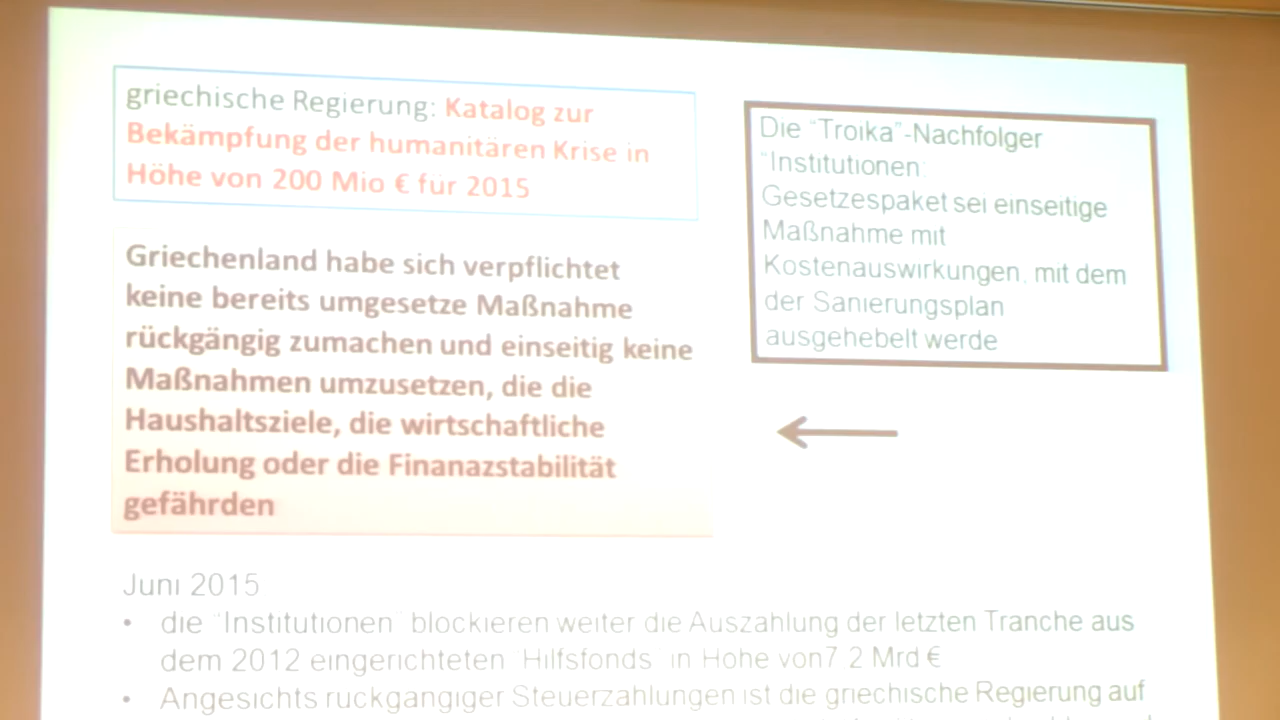 griechische Regierung: Katalog zur
Bekämpfung der humanitären Krise in
Höhe von 200 Mio € für 2015
Die "Troika"-Nachfolger
"Institutionen:
Gesetzespaket sei einseitige
Maßnahme mit
Kostenauswirkungen, mit dem
der Sanierungsplan
ausgehebelt werde
Griechenland habe sich verpflichtet
keine bereits umgesetze Maßnahme
rückgängig zumachen und einseitig keine
Maßnahmen umzusetzen, die die
Haushaltsziele, die wirtschaftliche
Erholung oder die Finanazstabilität
gefährden
Juni 2015
• die "Institutionen" blockieren weiter die Auszahlung der letzten Tranche aus
dem 2012 eingerichteten "Hilfsfonds" in Höhe von7,2 Mrd €
• Angesichts rückgängiger Steuerzahlungen ist die griechische Regierung auf